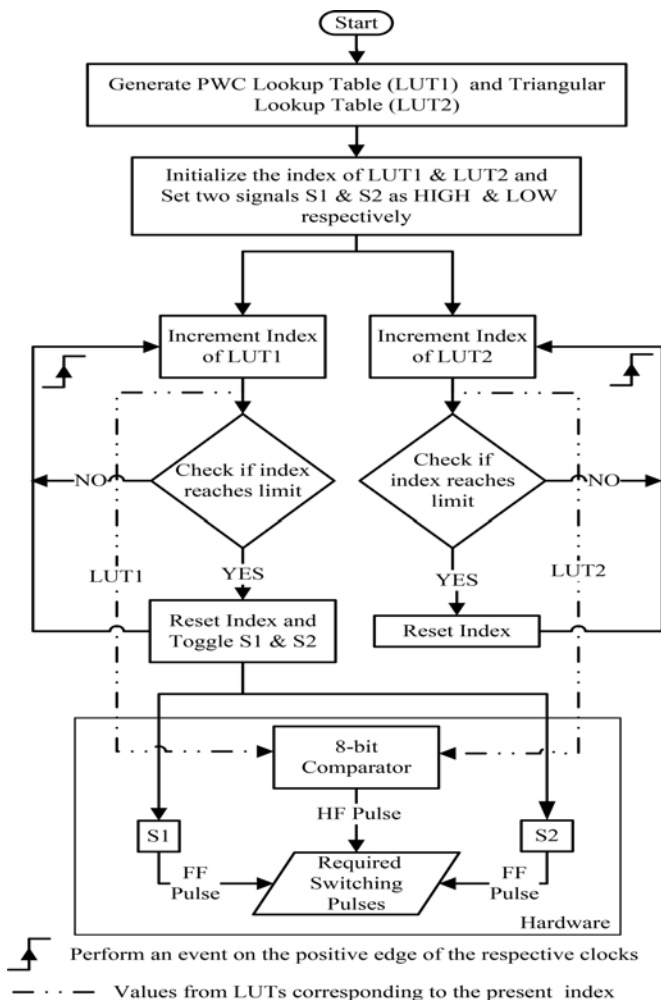 Start
Generate PWC Lookup Table (LUT1) and Triangular
Lookup Table (LUT2)
Initialize the index of LUT1 & LUT2 and
Set two signals S1 & S2 as HIGH & LOW
respectively
Increment Index
of LUT1
Increment Index
of LUT2
Check if index
reaches limit
NO
Check if
index reaches
limit
NO
LUT1
YES
YES
LUT2
Reset Index and
Toggle S1 & S2
Reset Index
8-bit
Comparator
HF Pulse
S1
S2
FF
Pulse
Required
Switching
Pulses
FF
Pulse
Hardware
Perform an event on the positive edge of the respective clocks
Values from LUTs corresponding to the present index